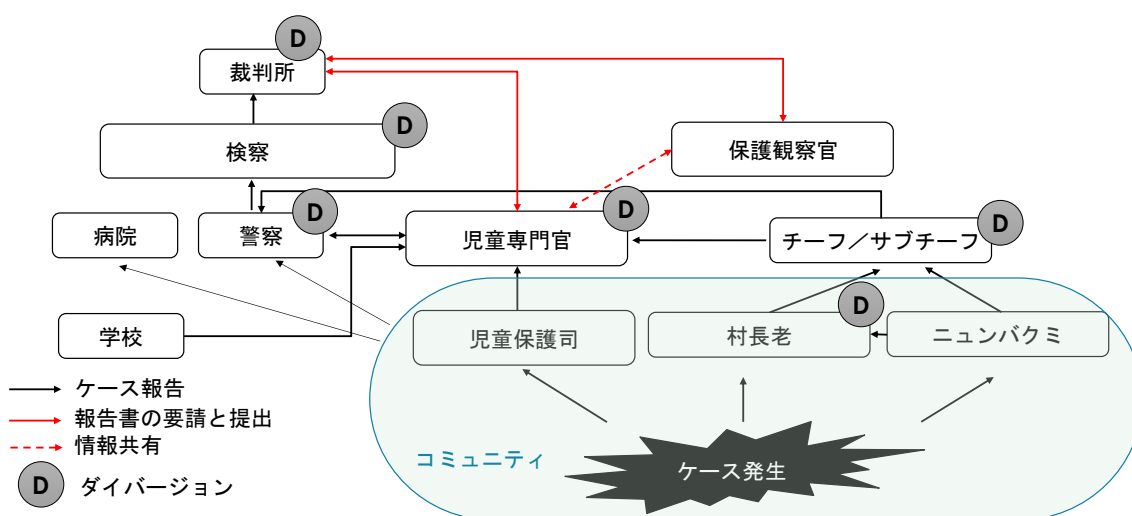 D
裁判所
D
検察
保護観察官
D
D
D
病院
警察
児童専門官
チーフ／サブチーフ
D
学校
児童保護司
村長老
ニュンバクミ
ケース報告
報告書の要請と提出
情報共有
コミュニティ
ケース発生
D
ダイバージョン